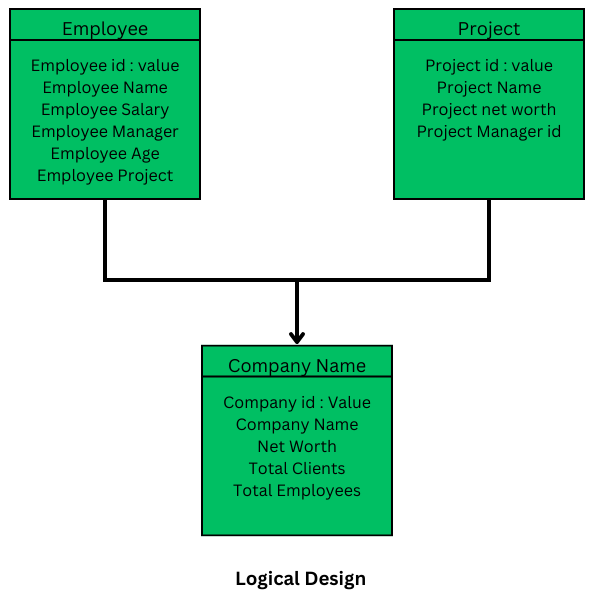 Employee
Employee id : value
Employee Name
Employee Salary
Employee Manager
Employee Age
Employee Project
Project
Project id : value
Project Name
Project net worth
Project Manager id
Company Name
Company id : Value
Company Name
Net Worth
Total Clients
Total Employees
Logical Design